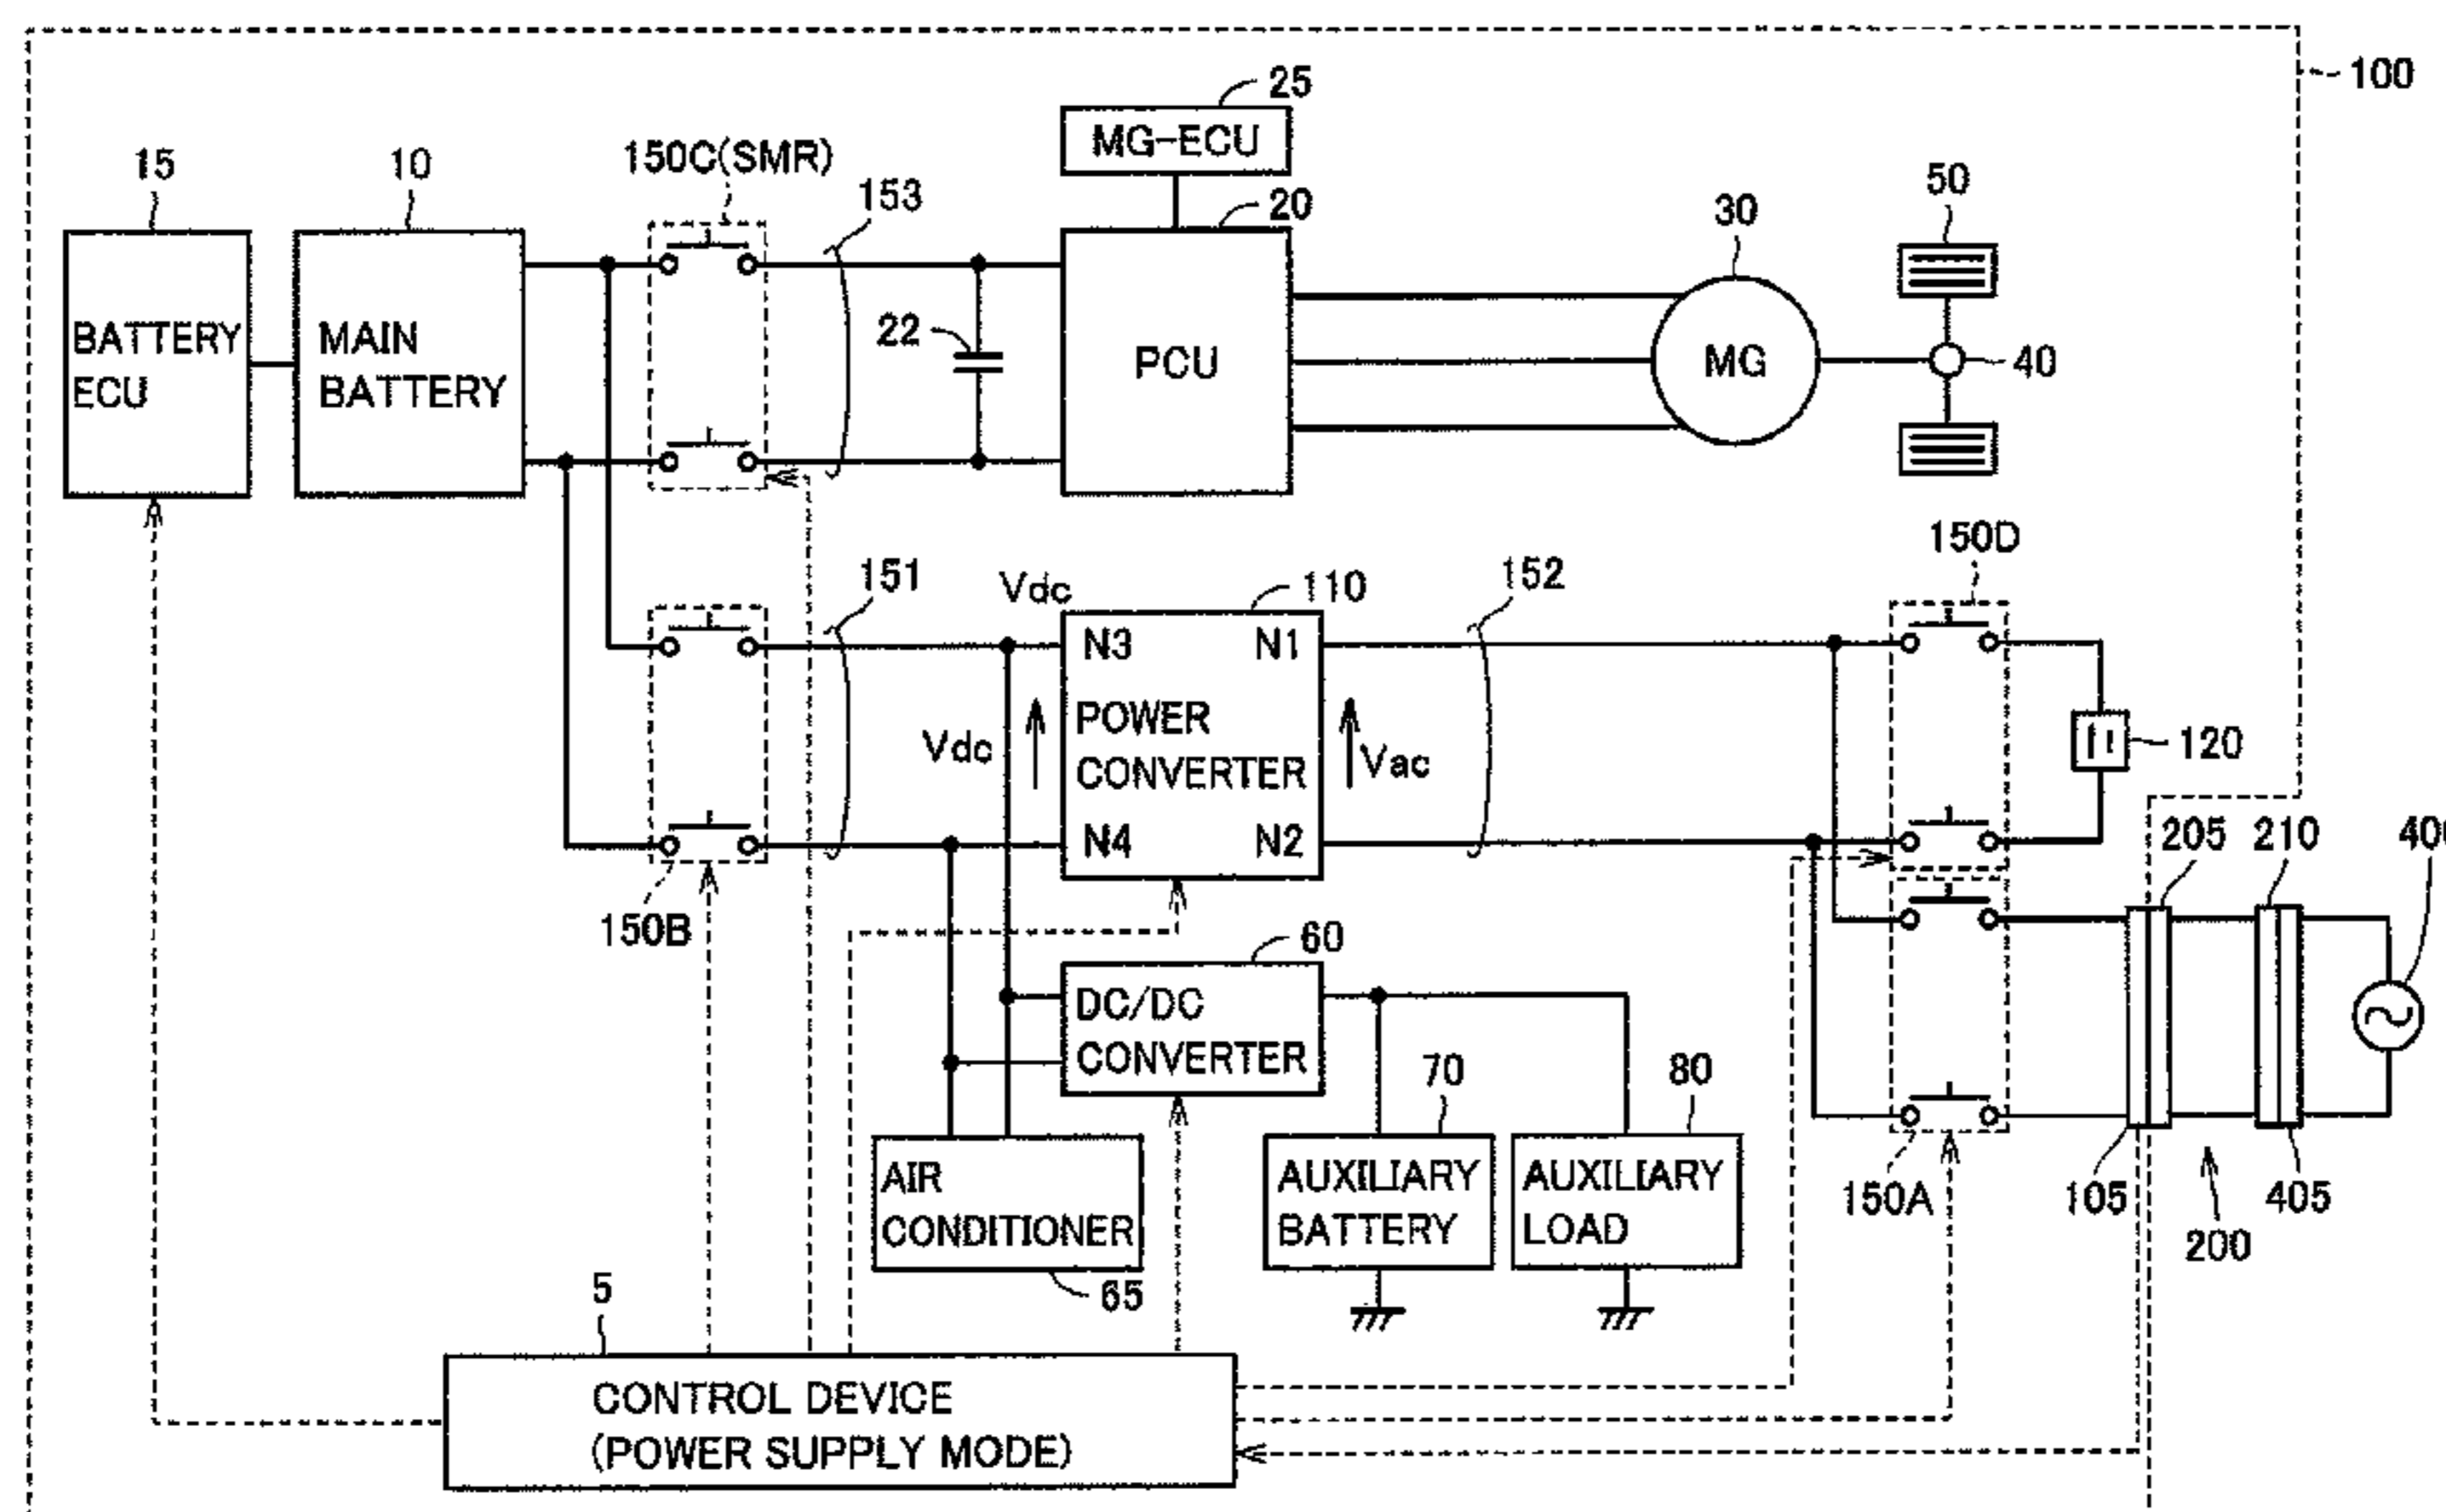 100
25
MG-ECU
15
10
150C(SMR)
153
20
30
50
BATTERY
ECU
MAIN
BATTERY
22
PCU
MG
40
150D
151
Vdc
110
152
N3
N1
POWER
CONVERTER
Vdc
Vac
120
N4
N2
205
210
400
150B
60
DC/DC
CONVERTER
70
80
AIR
CONDITIONER
AUXILIARY
BATTERY
AUXILIARY
LOAD
150A
105
405
200
65
5
CONTROL DEVICE
(POWER SUPPLY MODE)